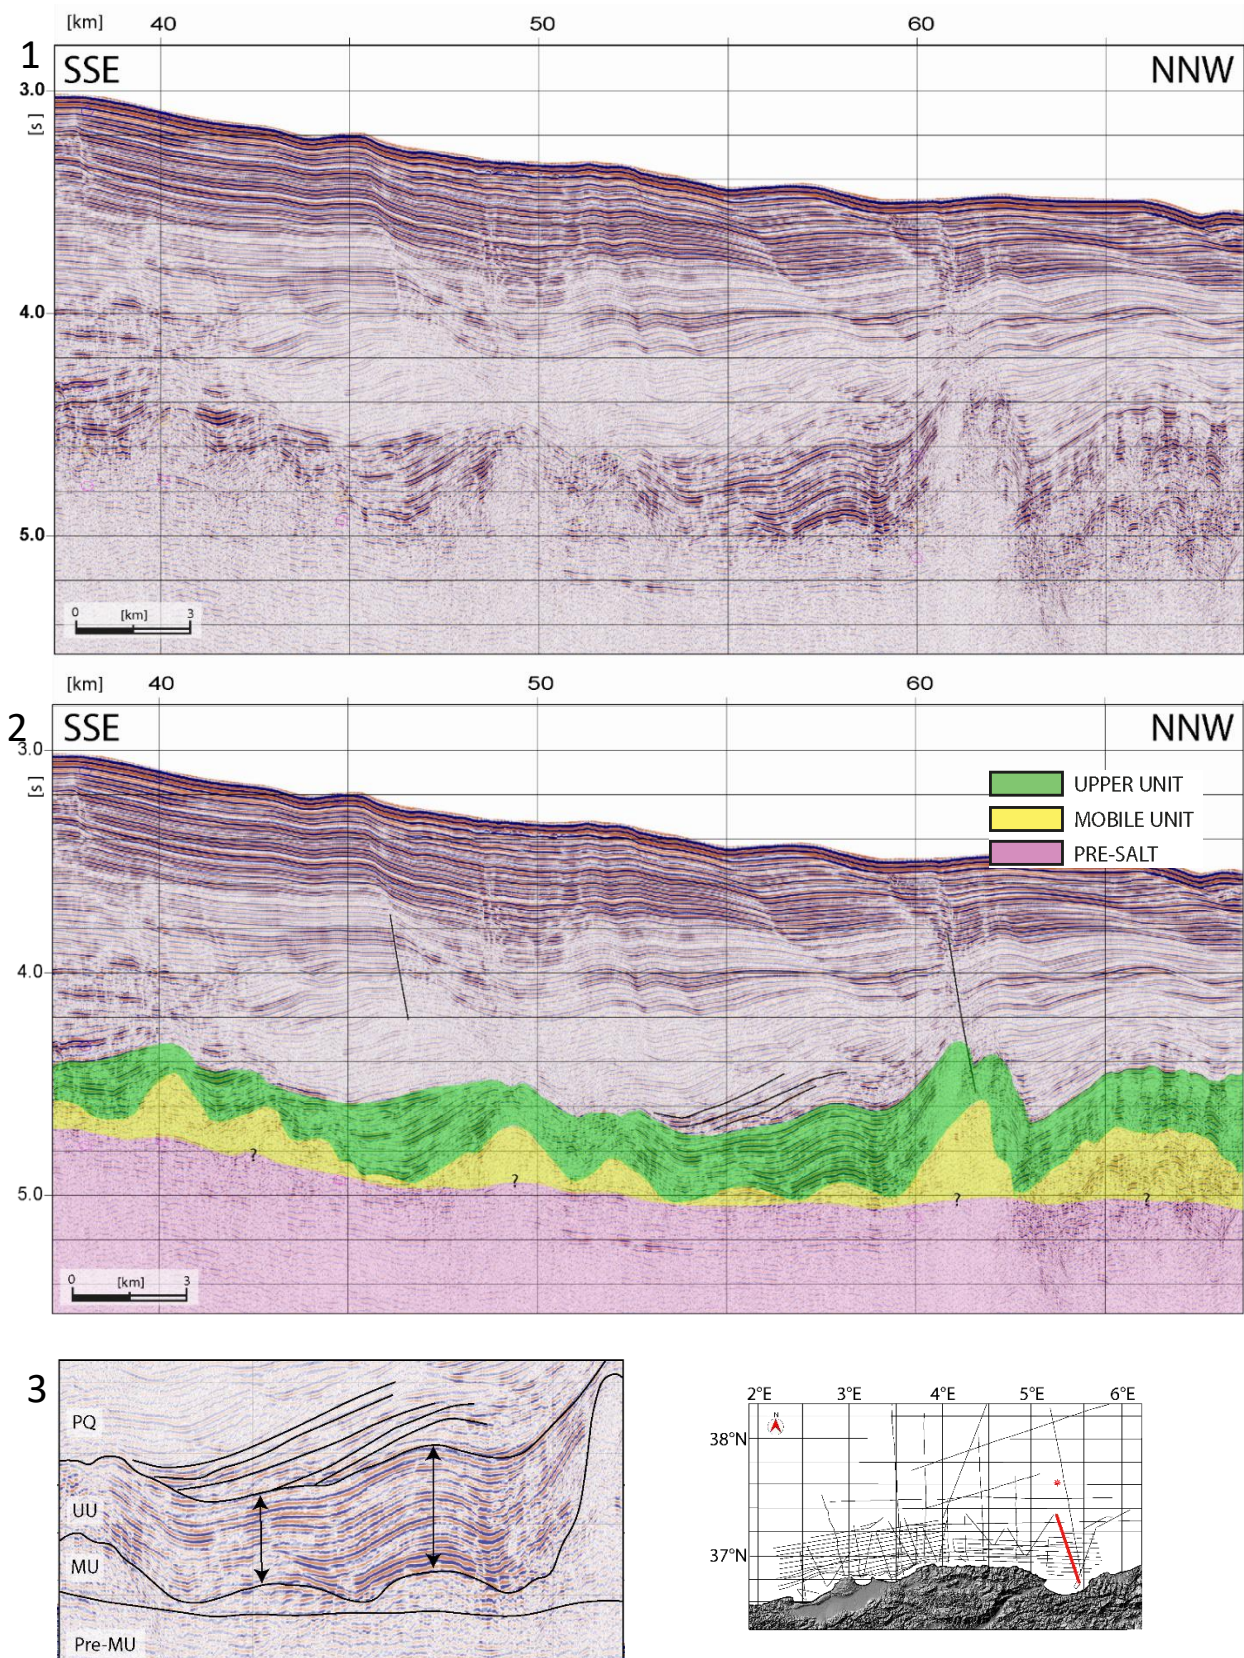 [km] 40 50 60
1
SSE NNW
3.0
[s]
4.0
5.0
0 [km] 3
[km] 40 50 60
2
SSE NNW
3.0
[s]
UPPER UNIT
MOBILE UNIT
PRE-SALT
4.0
? ? ? ?
5.0
0 [km] 3
3
PQ
UU
MU
Pre-MU
2°E 3°E 4°E 5°E 6°E
N
38°N
37°N